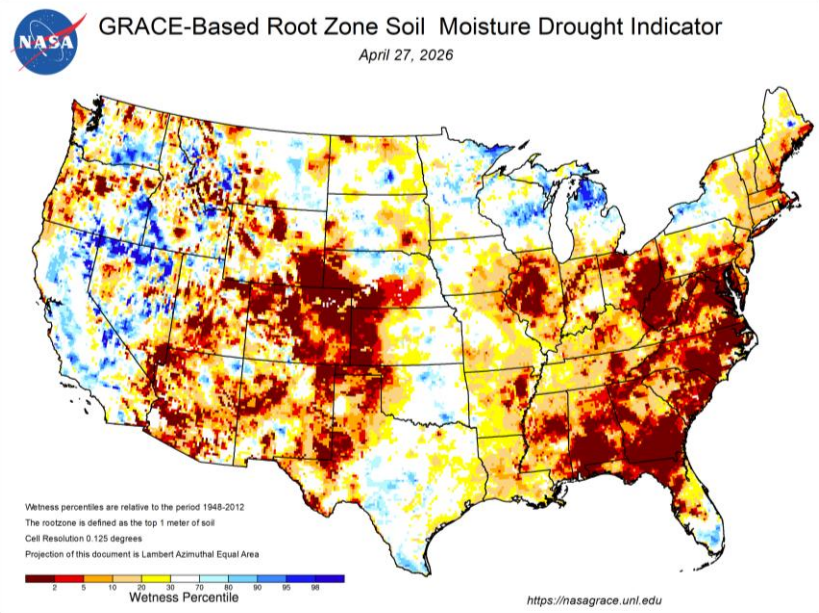 NASA
GRACE-Based Root Zone Soil  Moisture Drought Indicator
April 27, 2026
Wetness percentiles are relative to the period 1948-2012
The rootzone is defined as the top 1 meter of soil
Cell Resolution 0.125 degrees
Projection of this document is Lambert Azimuthal Equal Area
2 5 10 20 30 70 80 90 95 98
Wetness Percentile
https://nasagrace.unl.edu